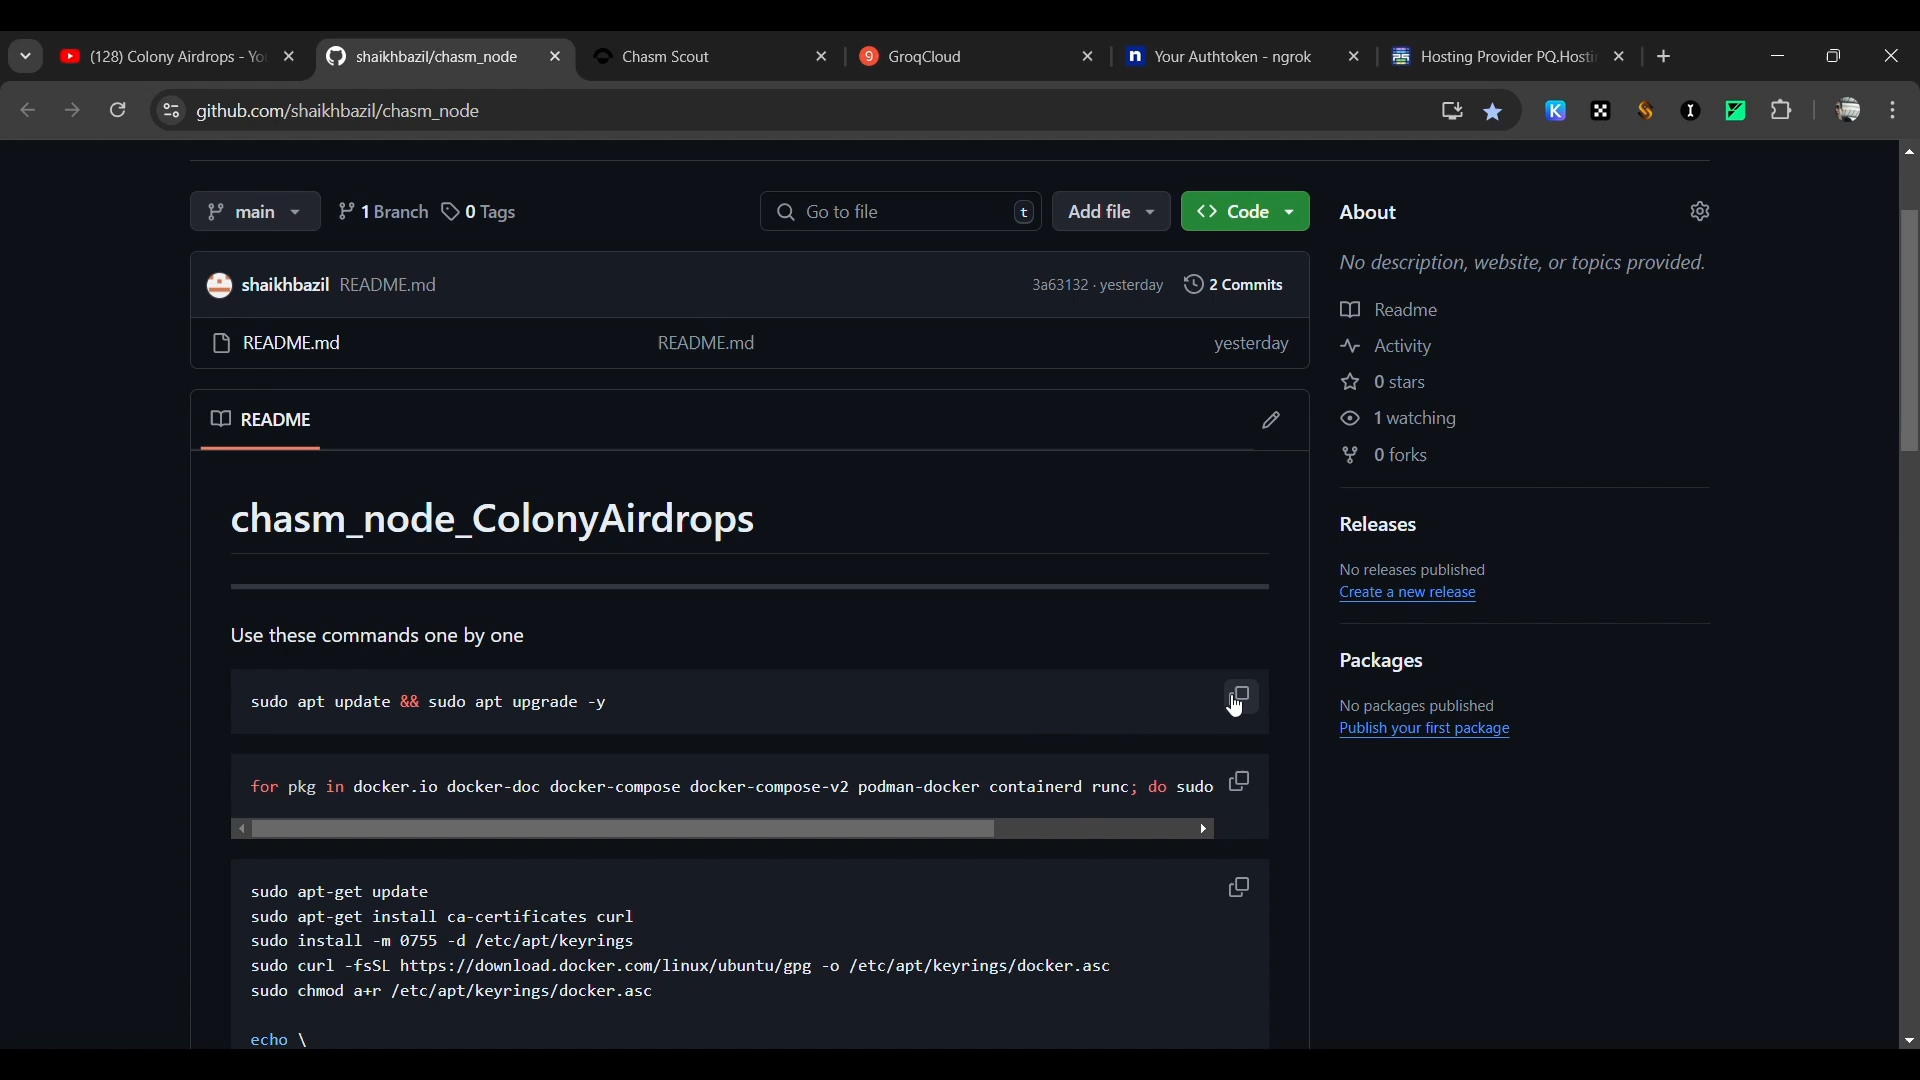 (128) Colony Airdrops - Yo
shaikhbazil/chasm_node
Chasm Scout
9 GroqCloud
n Your Authtoken - ngrok
Hosting Provider PQ.Hosti
github.com/shaikhbazil/chasm_node
main
1 Branch
0 Tags
Go to file
t
Add file
<> Code
shaikhbazil README.md
3a63132 · yesterday
2 Commits
README.md
README.md
yesterday
README
chasm_node_ColonyAirdrops
Use these commands one by one
sudo apt update && sudo apt upgrade -y
for pkg in docker.io docker-doc docker-compose docker-compose-v2 podman-docker containerd runc; do sudo
sudo apt-get update
sudo apt-get install ca-certificates curl
sudo install -m 0755 -d /etc/apt/keyrings
sudo curl -fsSL https://download.docker.com/linux/ubuntu/gpg -o /etc/apt/keyrings/docker.asc
sudo chmod a+r /etc/apt/keyrings/docker.asc
echo \
About
No description, website, or topics provided.
Readme
Activity
0 stars
1 watching
0 forks
Releases
No releases published
Create a new release
Packages
No packages published
Publish your first package